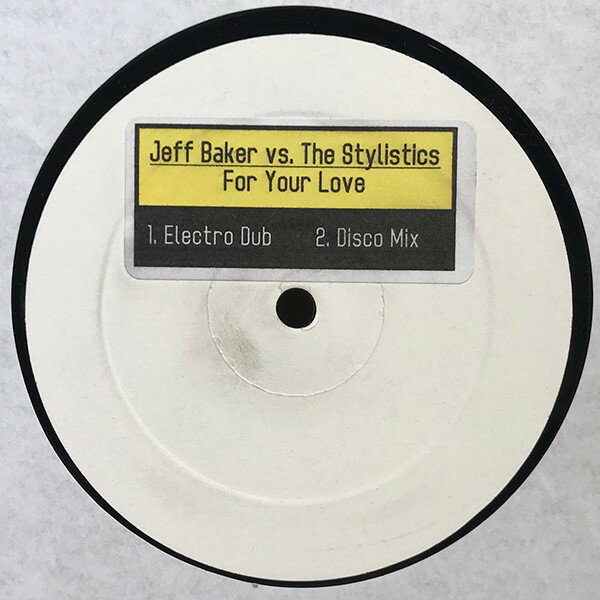 Jeff Baker vs. The Stylistics
For Your Love
1. Electro Dub 2. Disco Mix